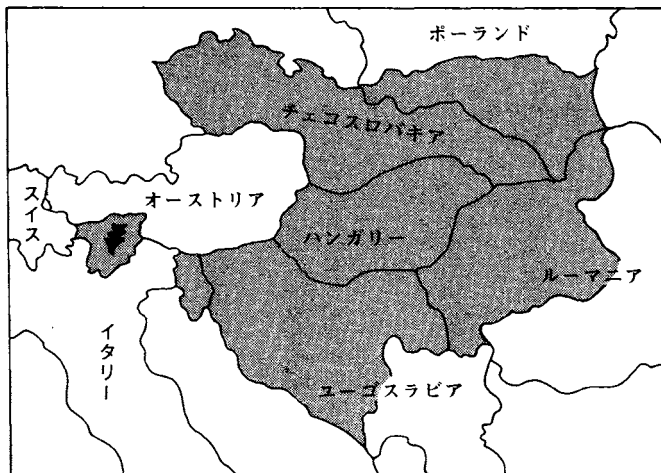 ポーランド
チェコスロバキア
スイス
オーストリア
ハンガリー
ルーマニア
イタリー
ユーゴスラビア